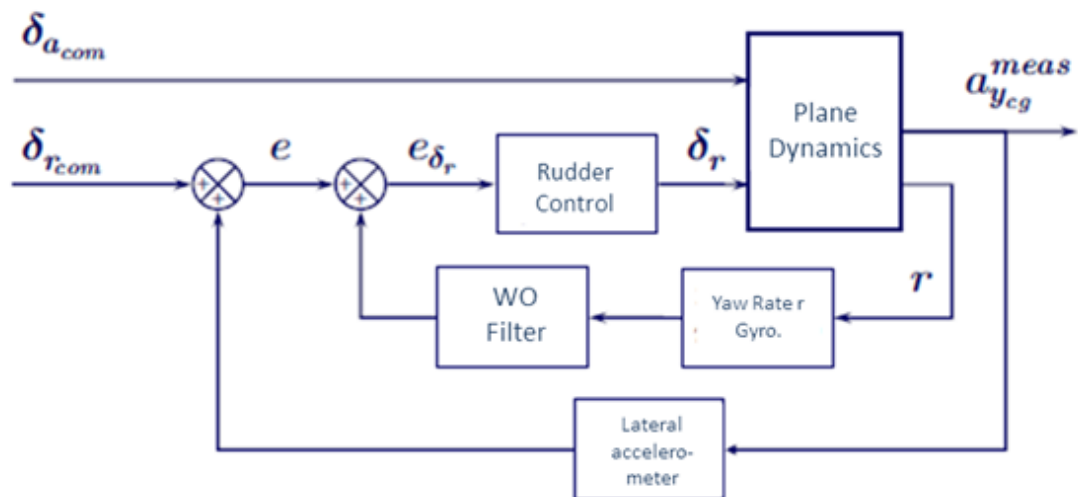 δ_{a_{com}}
a_{y_{cg}}^{meas}
Plane
Dynamics
δ_{r_{com}}
e
e_{δ_r}
Rudder
Control
δ_r
+
+
+
+
WO
Filter
Yaw Rate r
Gyro.
r
Lateral
accelero-
meter